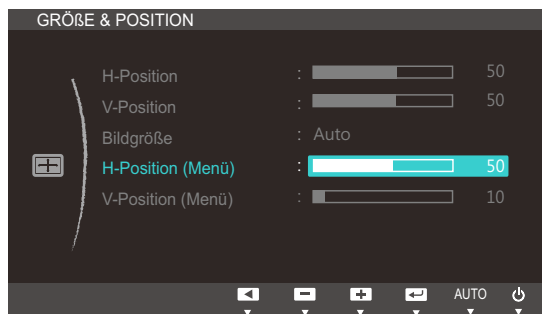 GRÖßE & POSITION
H-Position : 50
V-Position : 50
Bildgröße : Auto
H-Position (Menü) : 50
V-Position (Menü) : 10
AUTO